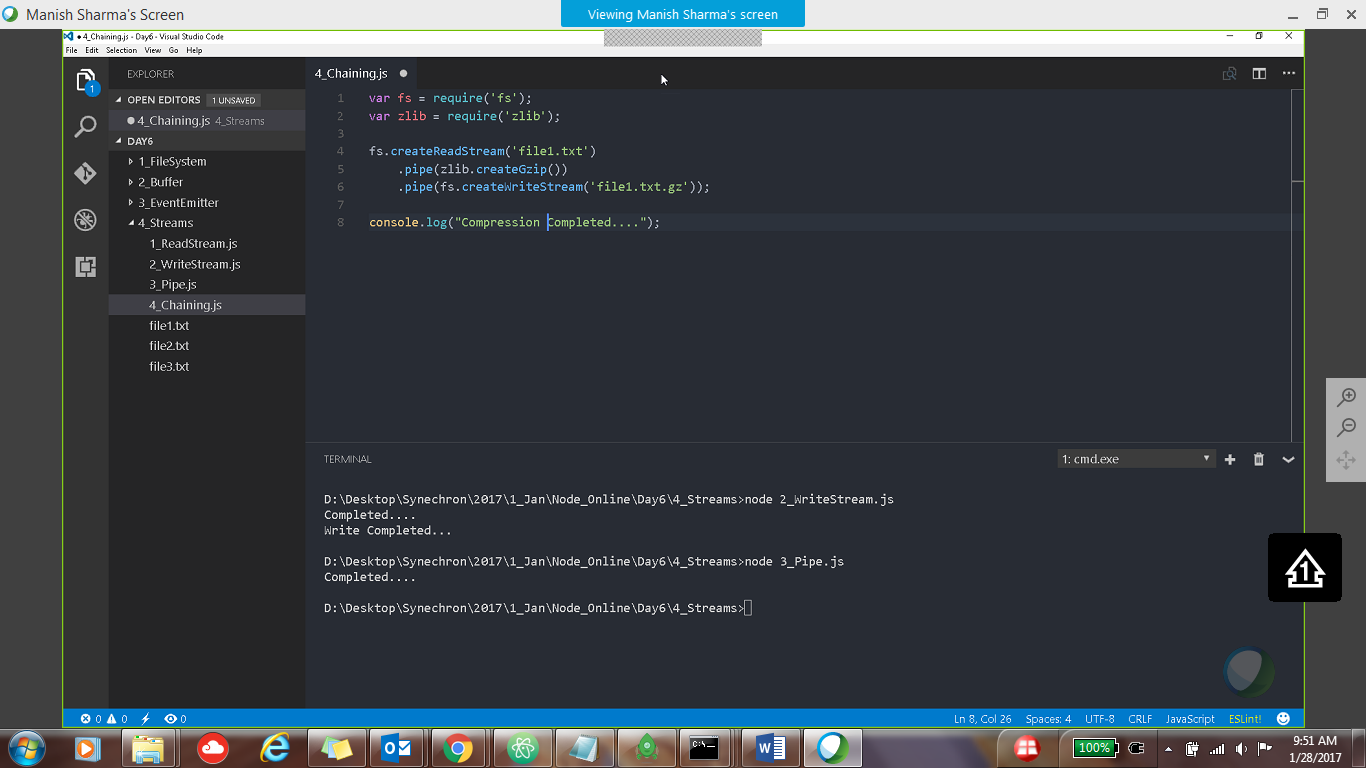 Manish Sharma's Screen
Viewing Manish Sharma's screen
● 4_Chaining.js - Day6 - Visual Studio Code
File Edit Selection View Go Help
EXPLORER
OPEN EDITORS 1 UNSAVED
4_Chaining.js 4_Streams
DAY6
1_FileSystem
2_Buffer
3_EventEmitter
4_Streams
1_ReadStream.js
2_WriteStream.js
3_Pipe.js
4_Chaining.js
file1.txt
file2.txt
file3.txt
1
4_Chaining.js
1 var fs = require('fs');
2 var zlib = require('zlib');
3
4 fs.createReadStream('file1.txt')
5     .pipe(zlib.createGzip())
6     .pipe(fs.createWriteStream('file1.txt.gz'));
7
8 console.log("Compression Completed....");
TERMINAL
1: cmd.exe
D:\Desktop\Synechron\2017\1_Jan\Node_Online\Day6\4_Streams>node 2_WriteStream.js
Completed....
Write Completed...
D:\Desktop\Synechron\2017\1_Jan\Node_Online\Day6\4_Streams>node 3_Pipe.js
Completed....
D:\Desktop\Synechron\2017\1_Jan\Node_Online\Day6\4_Streams>
1
0 0 0
Ln 8, Col 26 Spaces: 4 UTF-8 CRLF JavaScript ESLint!
C:\_
100%
9:51 AM
1/28/2017